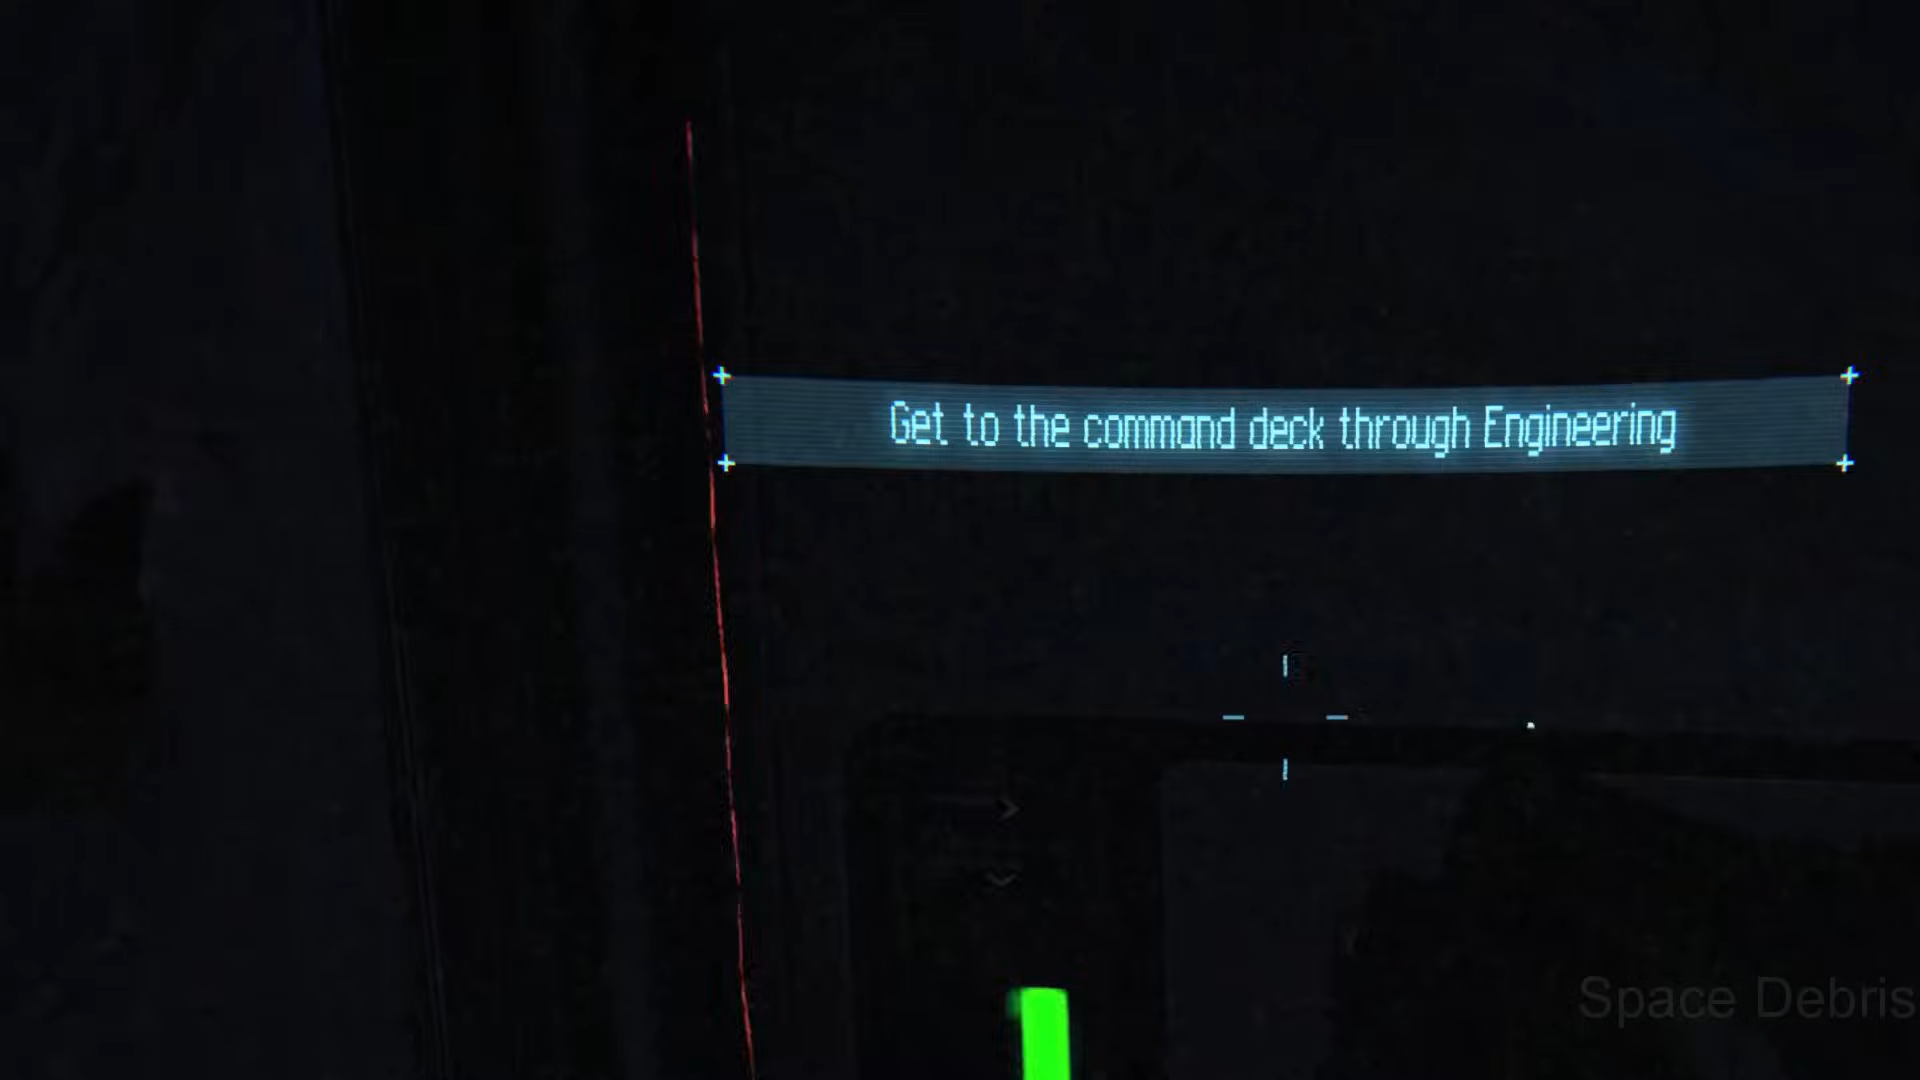 Get to the command deck through Engineering
Space Debris